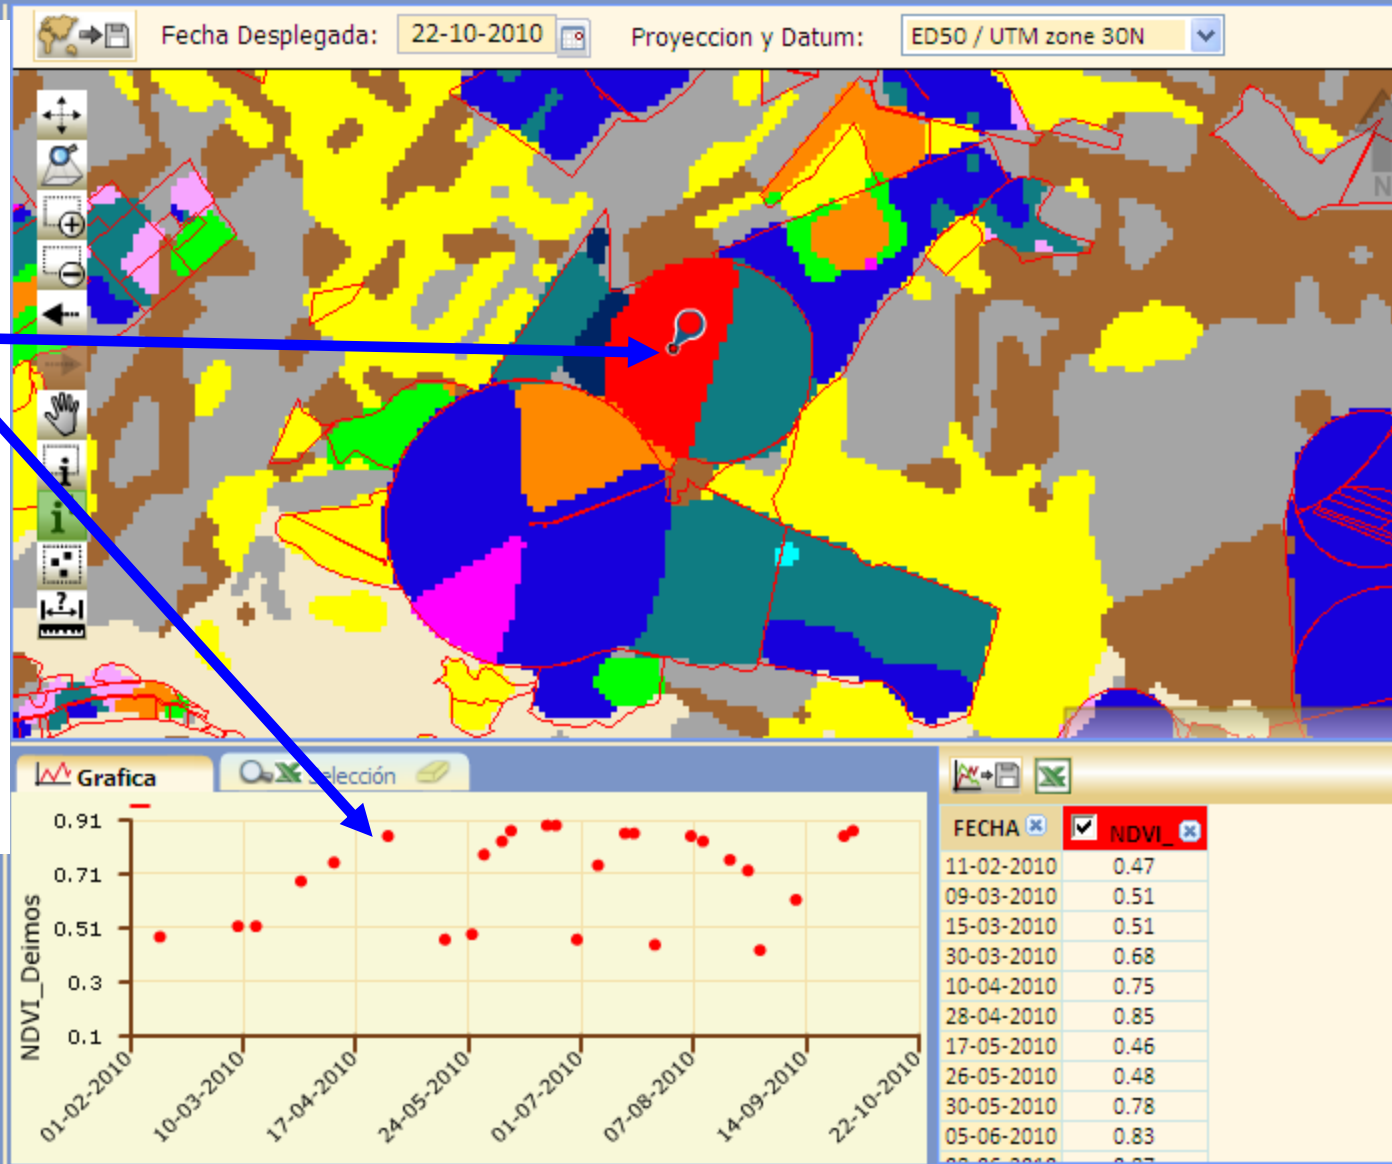 Fecha Desplegada: 22-10-2010 Proyeccion y Datum: ED50 / UTM zone 30N
N
i
i
?
Grafica
Selección
FECHA NDVI_
11-02-2010 0.47
09-03-2010 0.51
15-03-2010 0.51
30-03-2010 0.68
10-04-2010 0.75
28-04-2010 0.85
17-05-2010 0.46
26-05-2010 0.48
30-05-2010 0.78
05-06-2010 0.83
NDVI_Deimos
0.91
0.71
0.51
0.3
0.1
01-02-2010 10-03-2010 17-04-2010 24-05-2010 01-07-2010 07-08-2010 14-09-2010 22-10-2010